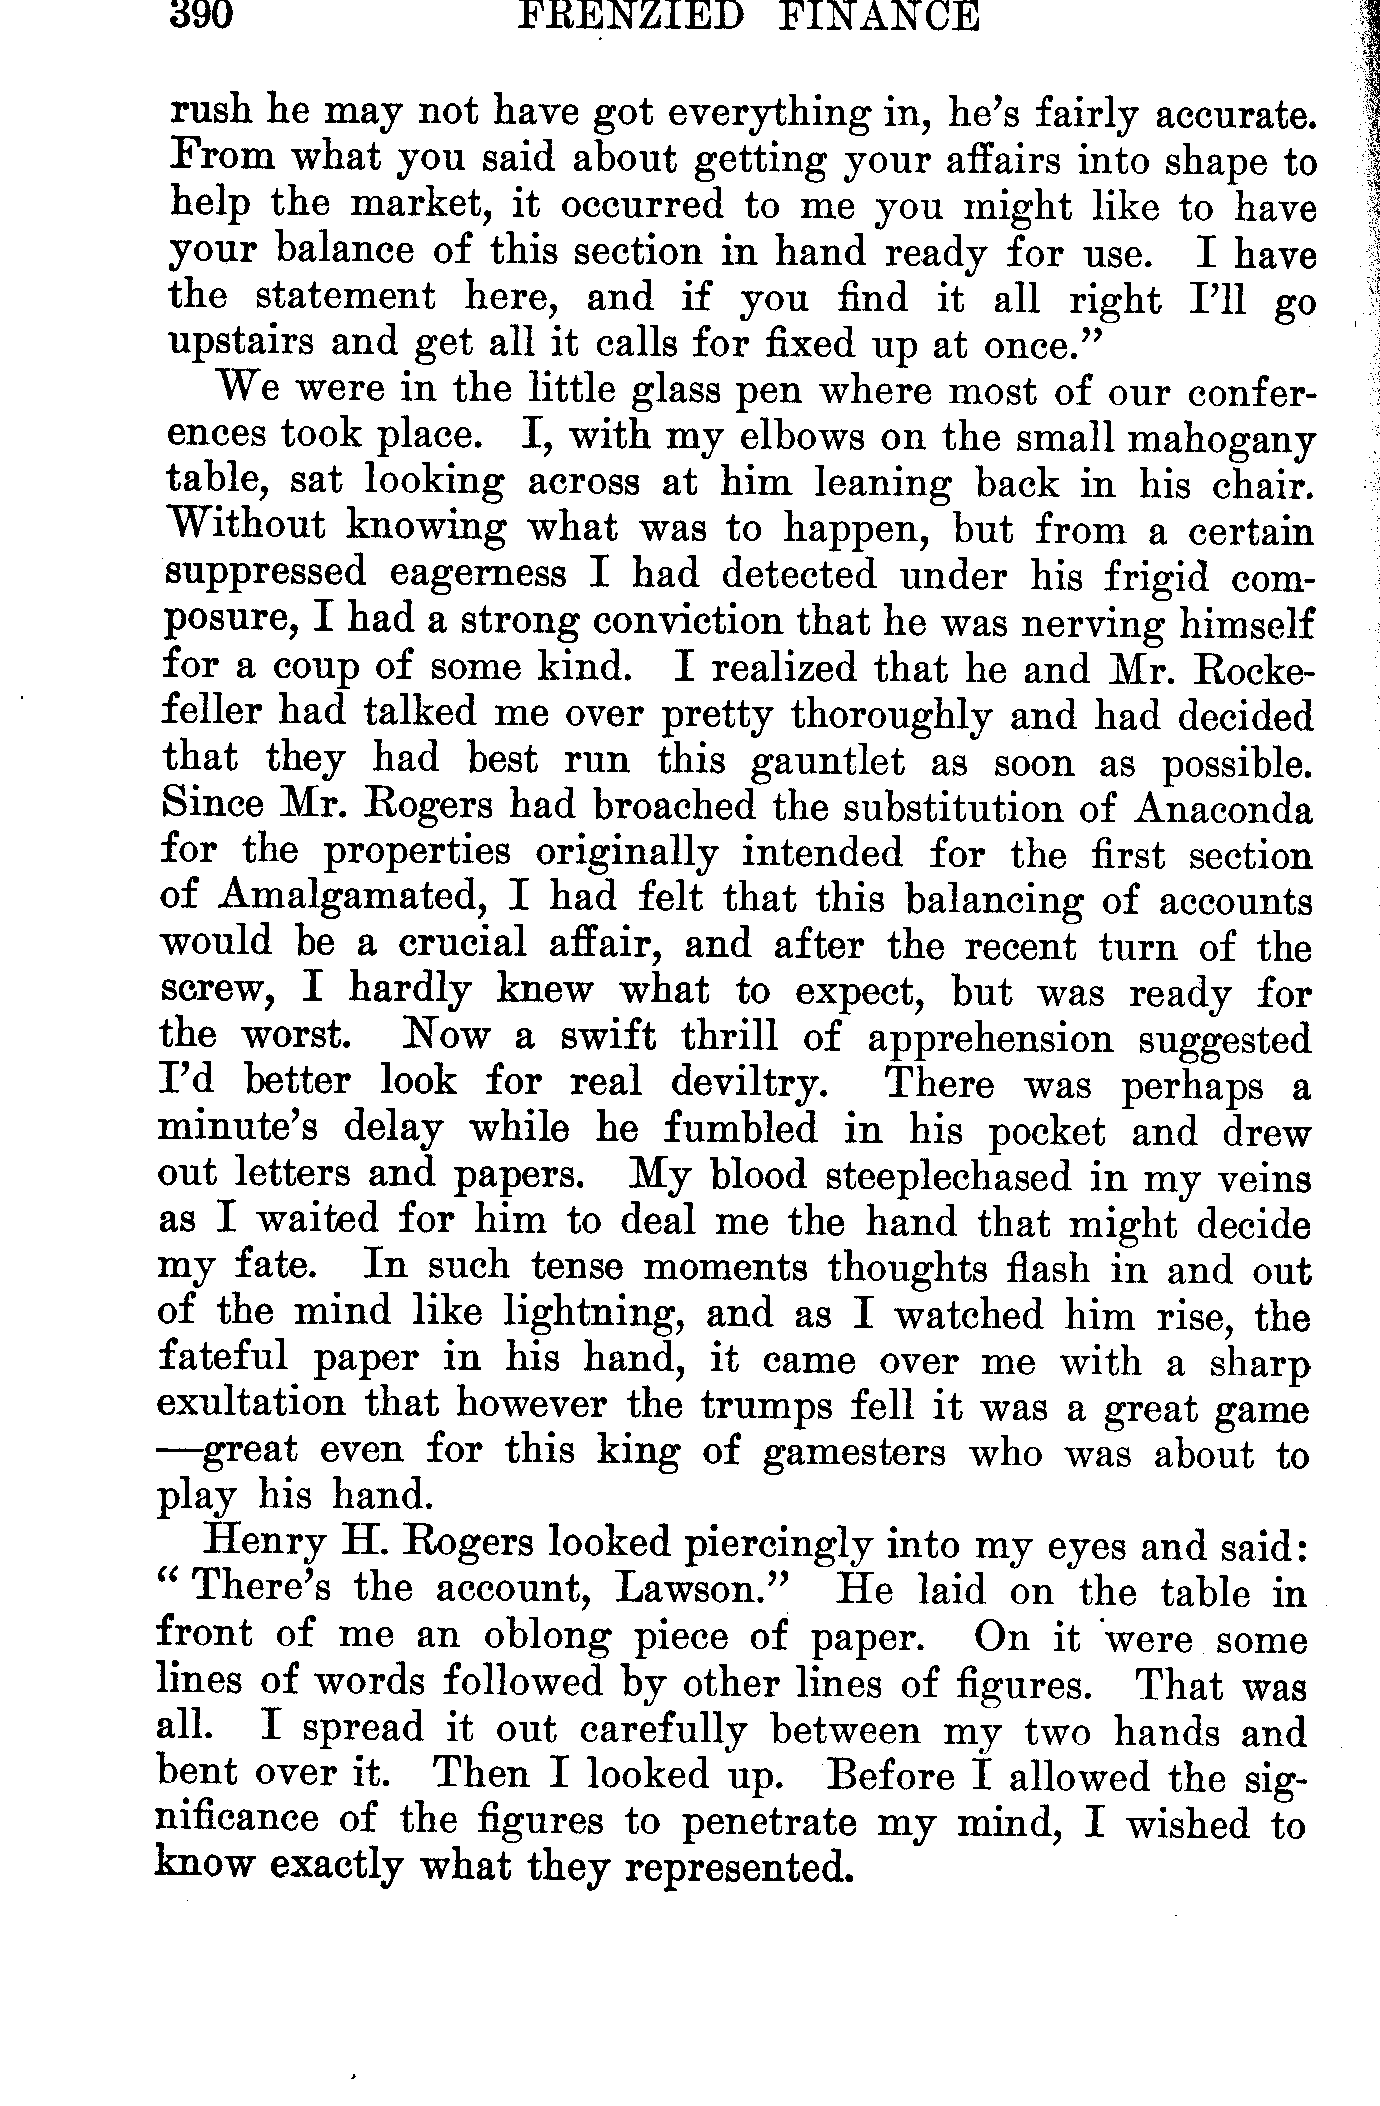 390 FRENZIED FINANCE
rush he may not have got everything in, he's fairly accurate.
From what you said about getting your affairs into shape to
help the market, it occurred to me you might like to have
your balance of this section in hand ready for use. I have
the statement here, and if you find it all right I'll go
upstairs and get all it calls for fixed up at once."
We were in the little glass pen where most of our confer-
ences took place. I, with my elbows on the small mahogany
table, sat looking across at him leaning back in his chair.
Without knowing what was to happen, but from a certain
suppressed eagerness I had detected under his frigid com-
posure, I had a strong conviction that he was nerving himself
for a coup of some kind. I realized that he and Mr. Rocke-
feller had talked me over pretty thoroughly and had decided
that they had best run this gauntlet as soon as possible.
Since Mr. Rogers had broached the substitution of Anaconda
for the properties originally intended for the first section
of Amalgamated, I had felt that this balancing of accounts
would be a crucial affair, and after the recent turn of the
screw, I hardly knew what to expect, but was ready for
the worst. Now a swift thrill of apprehension suggested
I'd better look for real deviltry. There was perhaps a
minute's delay while he fumbled in his pocket and drew
out letters and papers. My blood steeplechased in my veins
as I waited for him to deal me the hand that might decide
my fate. In such tense moments thoughts flash in and out
of the mind like lightning, and as I watched him rise, the
fateful paper in his hand, it came over me with a sharp
exultation that however the trumps fell it was a great game
—great even for this king of gamesters who was about to
play his hand.
Henry H. Rogers looked piercingly into my eyes and said:
"There's the account, Lawson." He laid on the table in
front of me an oblong piece of paper. On it were some
lines of words followed by other lines of figures. That was
all. I spread it out carefully between my two hands and
bent over it. Then I looked up. Before I allowed the sig-
nificance of the figures to penetrate my mind, I wished to
know exactly what they represented.